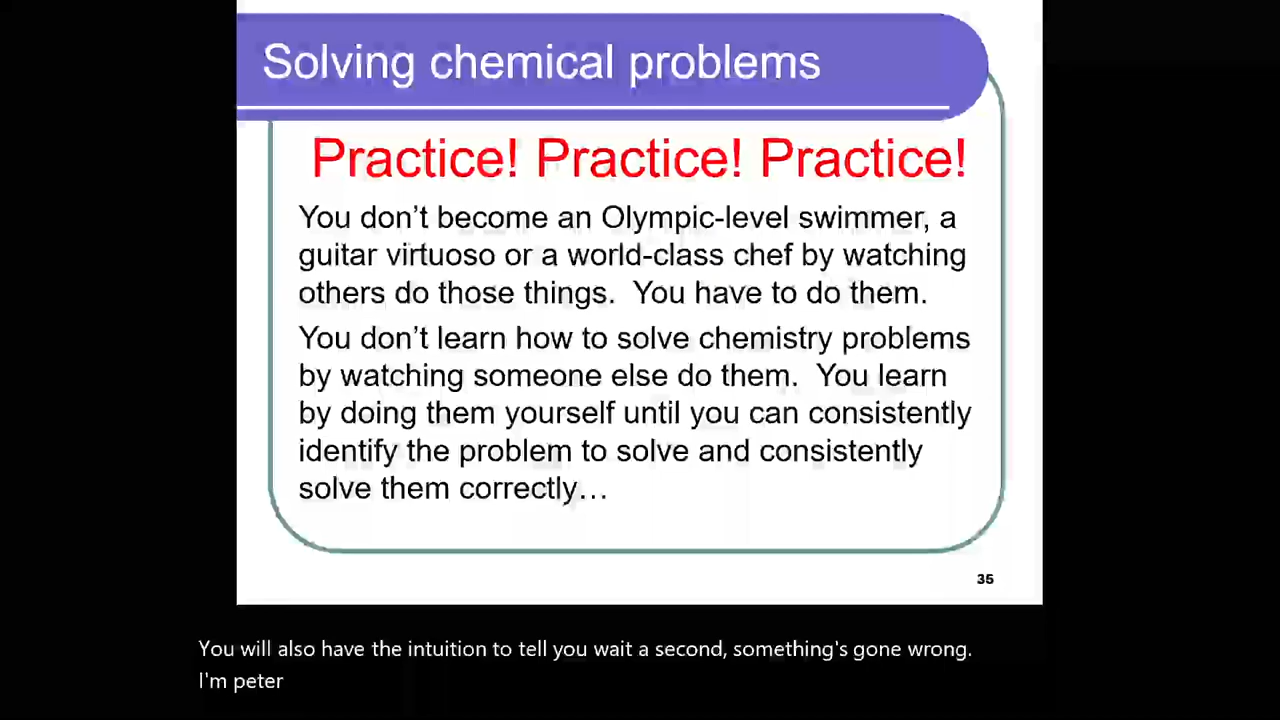 Solving chemical problems
Practice! Practice! Practice!
You don't become an Olympic-level swimmer, a
guitar virtuoso or a world-class chef by watching
others do those things.  You have to do them.
You don't learn how to solve chemistry problems
by watching someone else do them.  You learn
by doing them yourself until you can consistently
identify the problem to solve and consistently
solve them correctly…
35
You will also have the intuition to tell you wait a second, something's gone wrong.
I'm peter